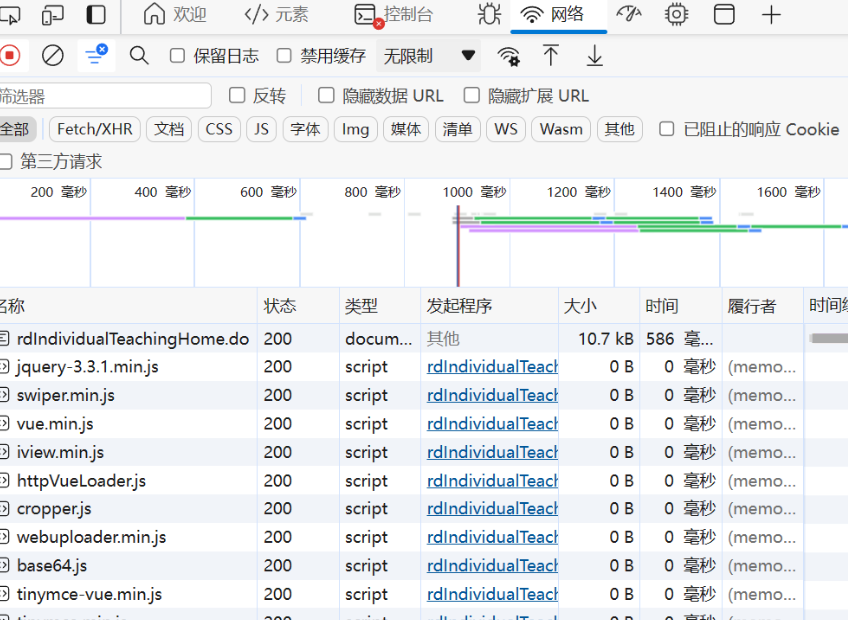 欢迎 </> 元素 控制台 网络
保留日志 禁用缓存 无限制
筛选器 反转 隐藏数据 URL 隐藏扩展 URL
全部 Fetch/XHR 文档 CSS JS 字体 Img 媒体 清单 WS Wasm 其他 已阻止的响应 Cookie
第三方请求
200 毫秒 400 毫秒 600 毫秒 800 毫秒 1000 毫秒 1200 毫秒 1400 毫秒 1600 毫秒
名称 状态 类型 发起程序 大小 时间 履行者 时间线
rdIndividualTeachingHome.do 200 docum... 其他 10.7 kB 586 毫...
jquery-3.3.1.min.js 200 script rdIndividualTeach 0 B 0 毫秒 (memo...
swiper.min.js 200 script rdIndividualTeach 0 B 0 毫秒 (memo...
vue.min.js 200 script rdIndividualTeach 0 B 0 毫秒 (memo...
iview.min.js 200 script rdIndividualTeach 0 B 0 毫秒 (memo...
httpVueLoader.js 200 script rdIndividualTeach 0 B 0 毫秒 (memo...
cropper.js 200 script rdIndividualTeach 0 B 0 毫秒 (memo...
webuploader.min.js 200 script rdIndividualTeach 0 B 0 毫秒 (memo...
base64.js 200 script rdIndividualTeach 0 B 0 毫秒 (memo...
tinymce-vue.min.js 200 script rdIndividualTeach 0 B 0 毫秒 (memo...
200 script rdIndividualTeach 0 B 0 毫秒 (memo...